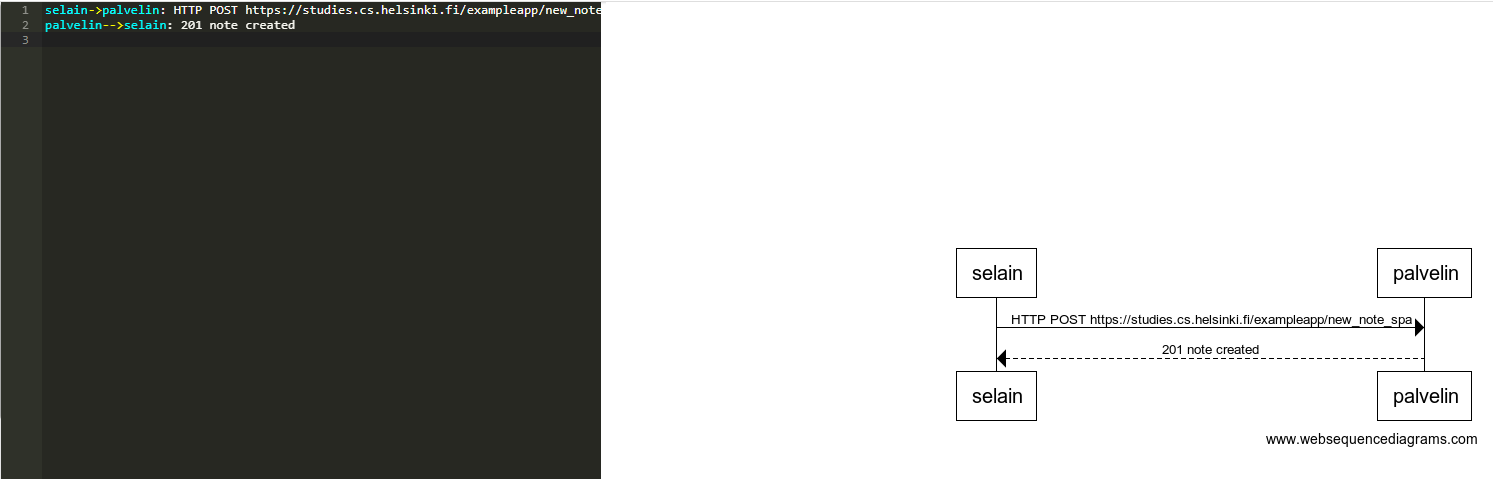 1 selain->palvelin: HTTP POST https://studies.cs.helsinki.fi/exampleapp/new_note
2 palvelin-->selain: 201 note created
3
selain palvelin
HTTP POST https://studies.cs.helsinki.fi/exampleapp/new_note_spa
201 note created
selain palvelin
www.websequencediagrams.com